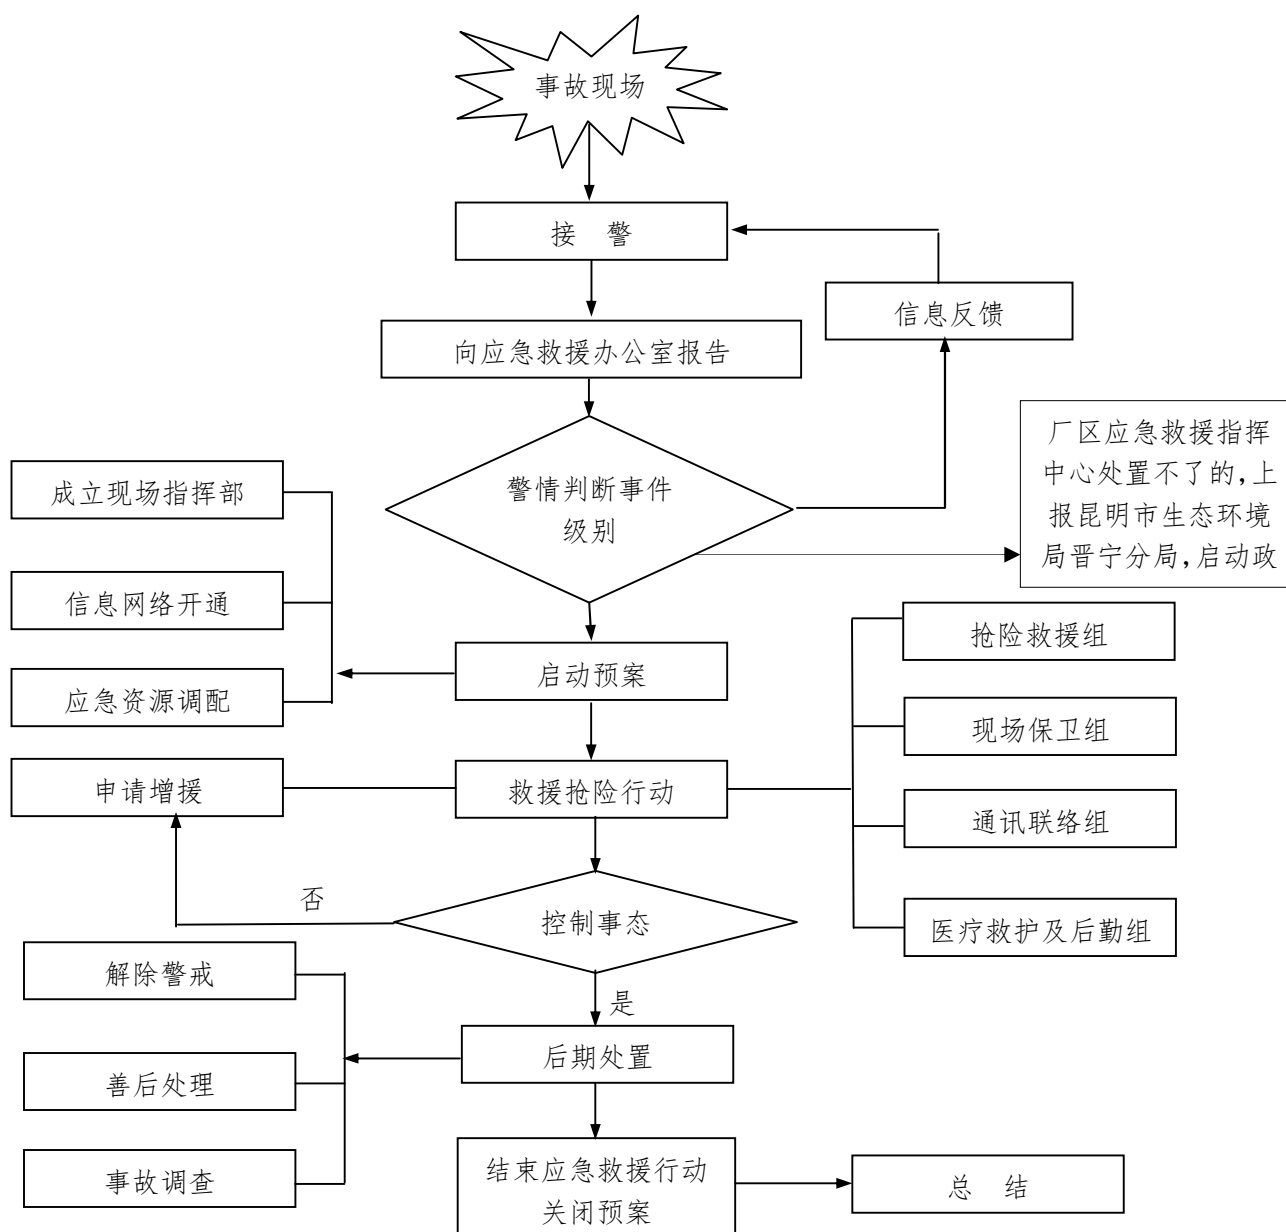 事故现场
接 警
信息反馈
向应急救援办公室报告
厂区应急救援指挥
中心处置不了的,上
报昆明市生态环境
局晋宁分局,启动政
警情判断事件
级别
成立现场指挥部
信息网络开通
应急资源调配
启动预案
抢险救援组
现场保卫组
通讯联络组
医疗救护及后勤组
申请增援
救援抢险行动
否
控制事态
是
解除警戒
善后处理
事故调查
后期处置
结束应急救援行动
关闭预案
总 结